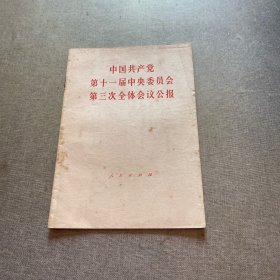 中国共产党
第十一届中央委员会
第三次全体会议公报
人民出版社